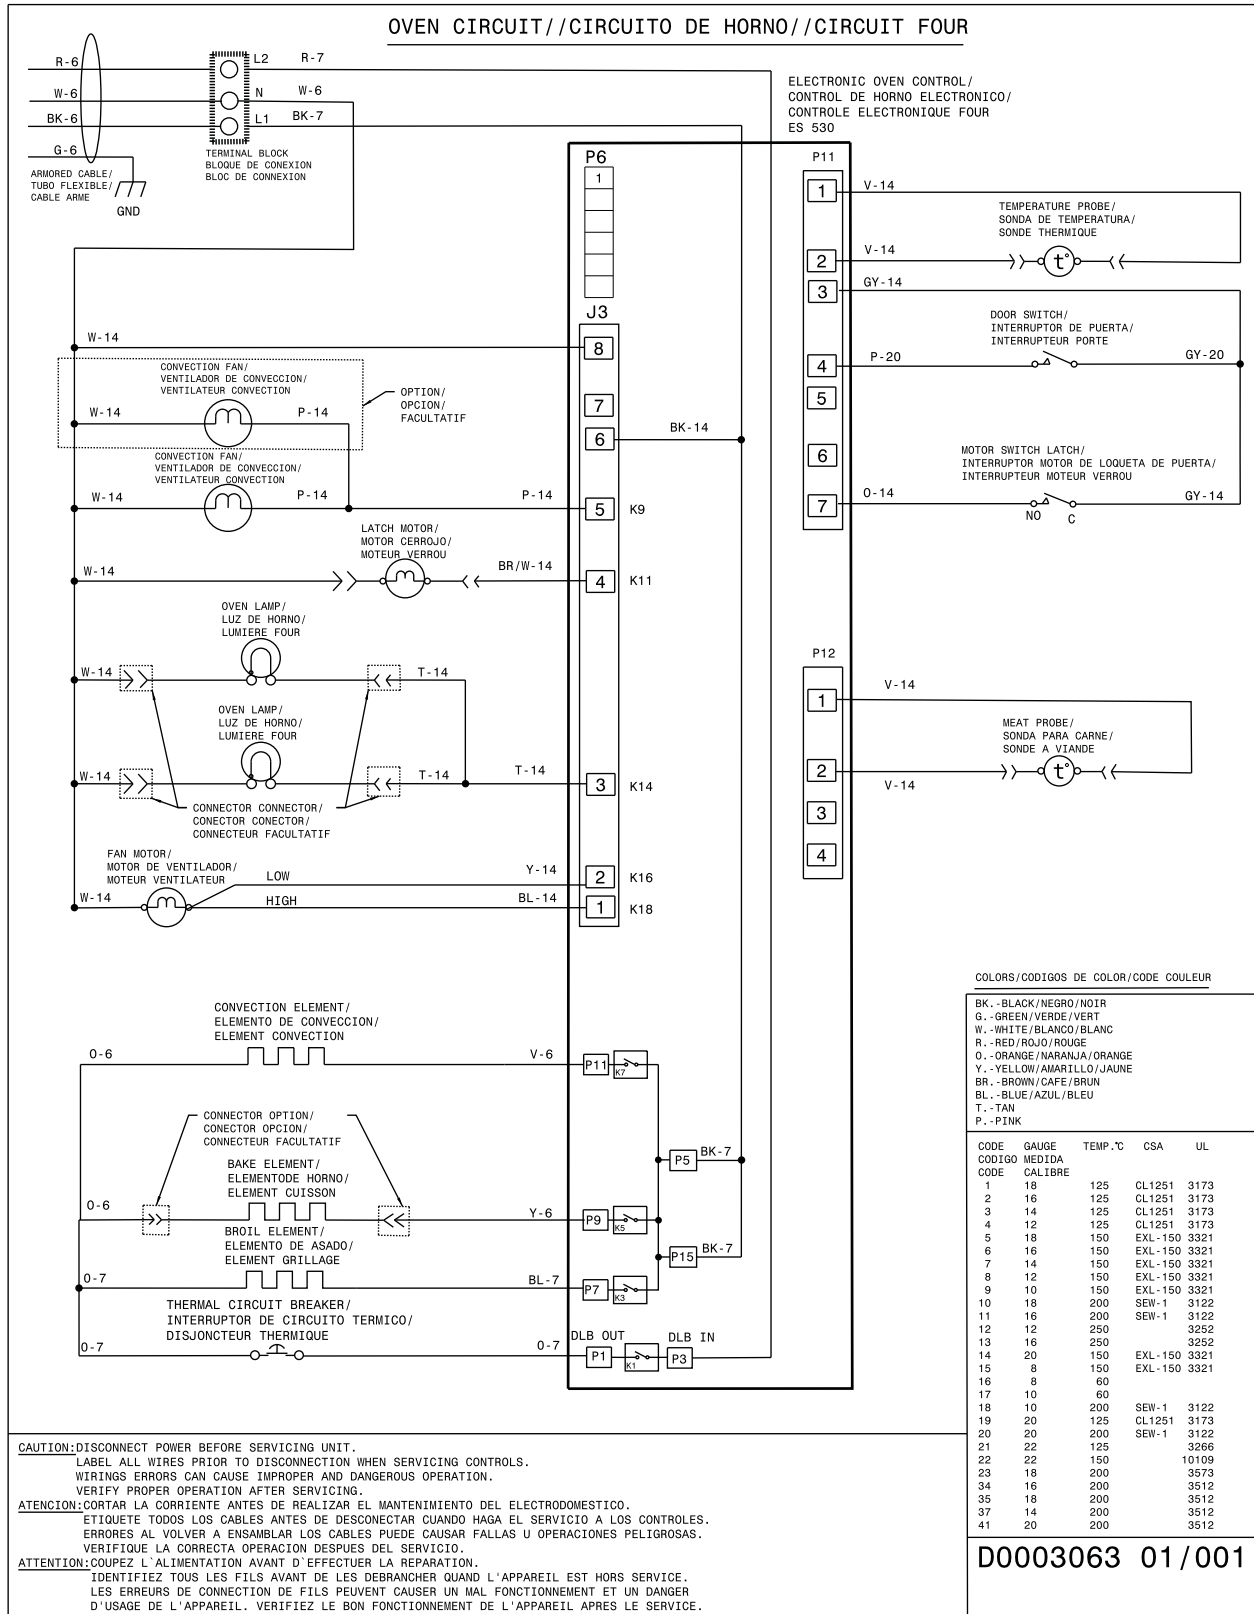 OVEN CIRCUIT//CIRCUITO DE HORNO//CIRCUIT FOUR
R-6
L2
R-7
W-6
N
W-6
BK-6
L1
BK-7
G-6
GND
ARMORED CABLE/
TUBO FLEXIBLE/
CABLE ARME
TERMINAL BLOCK
BLOQUE DE CONEXION
BLOC DE CONNEXION
ELECTRONIC OVEN CONTROL/
CONTROL DE HORNO ELECTRONICO/
CONTROLE ELECTRONIQUE FOUR
ES 530
P6
1
J3
8
7
6
5
4
3
2
1
K9
K11
K14
K16
K18
BK-14
W-14
CONVECTION FAN/
VENTILADOR DE CONVECCION/
VENTILATEUR CONVECTION
W-14
P-14
OPTION/
OPCION/
FACULTATIF
CONVECTION FAN/
VENTILADOR DE CONVECCION/
VENTILATEUR CONVECTION
W-14
P-14
P-14
LATCH MOTOR/
MOTOR CERROJO/
MOTEUR VERROU
W-14
BR/W-14
OVEN LAMP/
LUZ DE HORNO/
LUMIERE FOUR
W-14
T-14
OVEN LAMP/
LUZ DE HORNO/
LUMIERE FOUR
W-14
T-14
T-14
CONNECTOR CONNECTOR/
CONECTOR CONECTOR/
CONNECTEUR FACULTATIF
FAN MOTOR/
MOTOR DE VENTILADOR/
MOTEUR VENTILATEUR
LOW
Y-14
W-14
HIGH
BL-14
P11
1
2
3
4
5
6
7
V-14
TEMPERATURE PROBE/
SONDA DE TEMPERATURA/
SONDE THERMIQUE
V-14
t°
GY-14
DOOR SWITCH/
INTERRUPTOR DE PUERTA/
INTERRUPTEUR PORTE
P-20
GY-20
MOTOR SWITCH LATCH/
INTERRUPTOR MOTOR DE LOQUETA DE PUERTA/
INTERRUPTEUR MOTEUR VERROU
O-14
GY-14
NO
C
P12
1
2
3
4
V-14
MEAT PROBE/
SONDA PARA CARNE/
SONDE A VIANDE
t°
V-14
CONVECTION ELEMENT/
ELEMENTO DE CONVECCION/
ELEMENT CONVECTION
O-6
V-6
P11
K7
CONNECTOR OPTION/
CONECTOR OPCION/
CONNECTEUR FACULTATIF
BAKE ELEMENT/
ELEMENTODE HORNO/
ELEMENT CUISSON
P5
BK-7
O-6
Y-6
P9
K5
BROIL ELEMENT/
ELEMENTO DE ASADO/
ELEMENT GRILLAGE
P15
BK-7
O-7
BL-7
P7
K3
THERMAL CIRCUIT BREAKER/
INTERRUPTOR DE CIRCUITO TERMICO/
DISJONCTEUR THERMIQUE
O-7
O-7
DLB OUT
DLB IN
P1
K1
P3
COLORS/CODIGOS DE COLOR/CODE COULEUR
BK.-BLACK/NEGRO/NOIR
G.-GREEN/VERDE/VERT
W.-WHITE/BLANCO/BLANC
R.-RED/ROJO/ROUGE
O.-ORANGE/NARANJA/ORANGE
Y.-YELLOW/AMARILLO/JAUNE
BR.-BROWN/CAFE/BRUN
BL.-BLUE/AZUL/BLEU
T.-TAN
P.-PINK
CODE GAUGE TEMP.℃ CSA UL
CODIGO MEDIDA
CODE CALIBRE
1 18 125 CL1251 3173
2 16 125 CL1251 3173
3 14 125 CL1251 3173
4 12 125 CL1251 3173
5 18 150 EXL-150 3321
6 16 150 EXL-150 3321
7 14 150 EXL-150 3321
8 12 150 EXL-150 3321
9 10 150 EXL-150 3321
10 18 200 SEW-1 3122
11 16 200 SEW-1 3122
12 12 250 3252
13 16 250 3252
14 20 150 EXL-150 3321
15 8 150 EXL-150 3321
16 8 60
17 10 60
18 10 200 SEW-1 3122
19 20 125 CL1251 3173
20 20 200 SEW-1 3122
21 22 125 3266
22 22 150 10109
23 18 200 3573
34 16 200 3512
35 18 200 3512
37 14 200 3512
41 20 200 3512
D0003063 01/001
CAUTION:DISCONNECT POWER BEFORE SERVICING UNIT.
LABEL ALL WIRES PRIOR TO DISCONNECTION WHEN SERVICING CONTROLS.
WIRINGS ERRORS CAN CAUSE IMPROPER AND DANGEROUS OPERATION.
VERIFY PROPER OPERATION AFTER SERVICING.
ATENCION:CORTAR LA CORRIENTE ANTES DE REALIZAR EL MANTENIMIENTO DEL ELECTRODOMESTICO.
ETIQUETE TODOS LOS CABLES ANTES DE DESCONECTAR CUANDO HAGA EL SERVICIO A LOS CONTROLES.
ERRORES AL VOLVER A ENSAMBLAR LOS CABLES PUEDE CAUSAR FALLAS U OPERACIONES PELIGROSAS.
VERIFIQUE LA CORRECTA OPERACION DESPUES DEL SERVICIO.
ATTENTION:COUPEZ L`ALIMENTATION AVANT D`EFFECTUER LA REPARATION.
IDENTIFIEZ TOUS LES FILS AVANT DE LES DEBRANCHER QUAND L'APPAREIL EST HORS SERVICE.
LES ERREURS DE CONNECTION DE FILS PEUVENT CAUSER UN MAL FONCTIONNEMENT ET UN DANGER
D'USAGE DE L'APPAREIL. VERIFIEZ LE BON FONCTIONNEMENT DE L'APPAREIL APRES LE SERVICE.